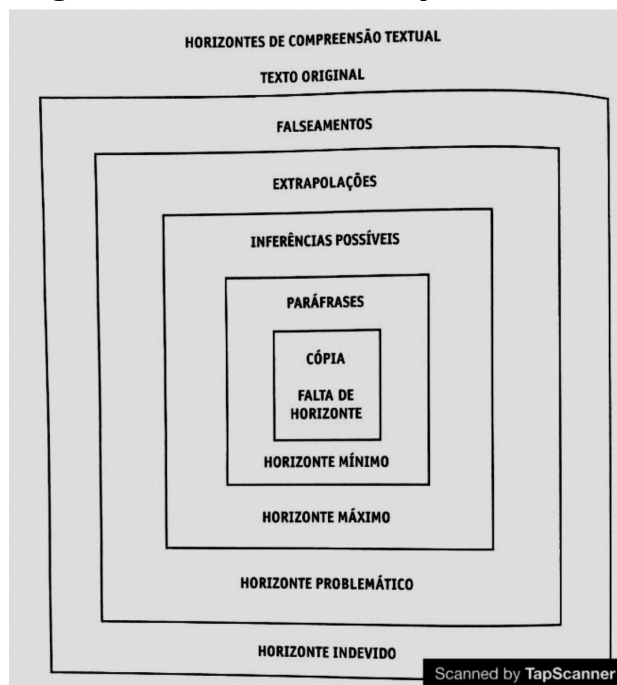 HORIZONTES DE COMPREENSÃO TEXTUAL
TEXTO ORIGINAL
FALSEAMENTOS
EXTRAPOLAÇÕES
INFERÊNCIAS POSSÍVEIS
PARÁFRASES
CÓPIA
FALTA DE
HORIZONTE
HORIZONTE MÍNIMO
HORIZONTE MÁXIMO
HORIZONTE PROBLEMÁTICO
HORIZONTE INDEVIDO
Scanned by TapScanner